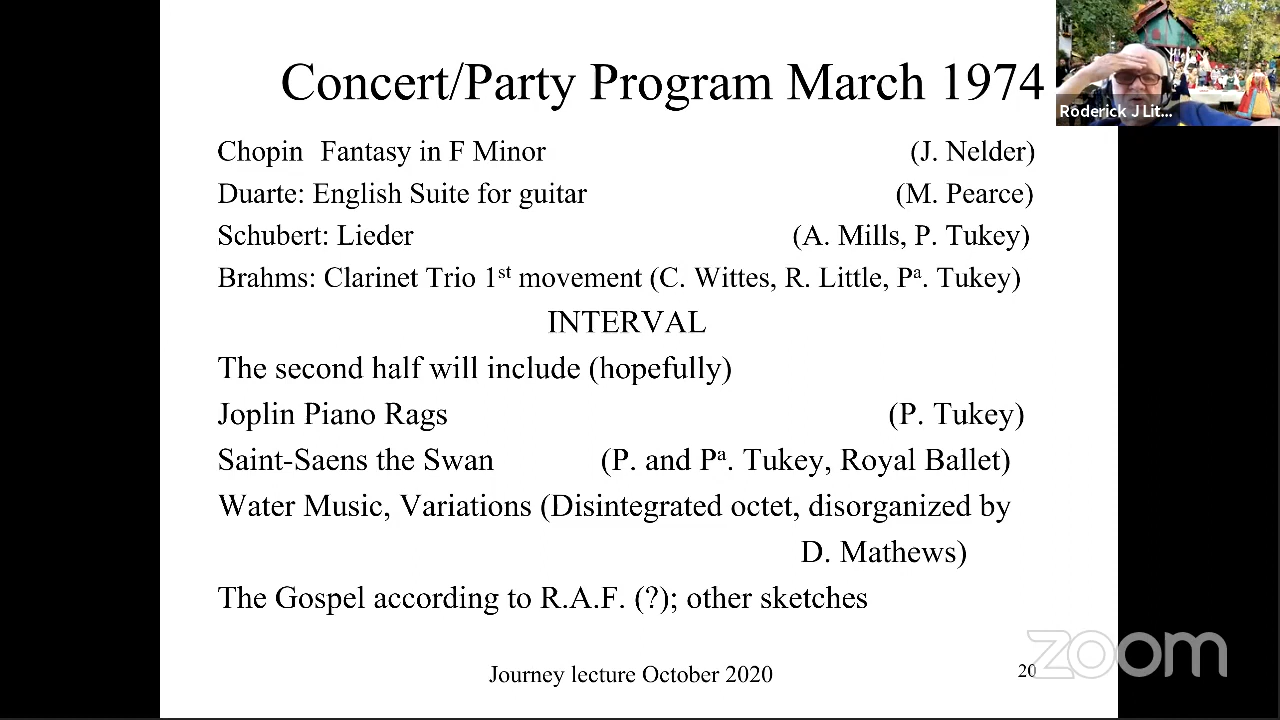 Concert/Party Program March 1974
Roderick J Lit...
Chopin Fantasy in F Minor (J. Nelder)
Duarte: English Suite for guitar (M. Pearce)
Schubert: Lieder (A. Mills, P. Tukey)
Brahms: Clarinet Trio 1st movement (C. Wittes, R. Little, Pa. Tukey)
INTERVAL
The second half will include (hopefully)
Joplin Piano Rags (P. Tukey)
Saint-Saens the Swan (P. and Pa. Tukey, Royal Ballet)
Water Music, Variations (Disintegrated octet, disorganized by
D. Mathews)
The Gospel according to R.A.F. (?); other sketches
Journey lecture October 2020
20
zoom